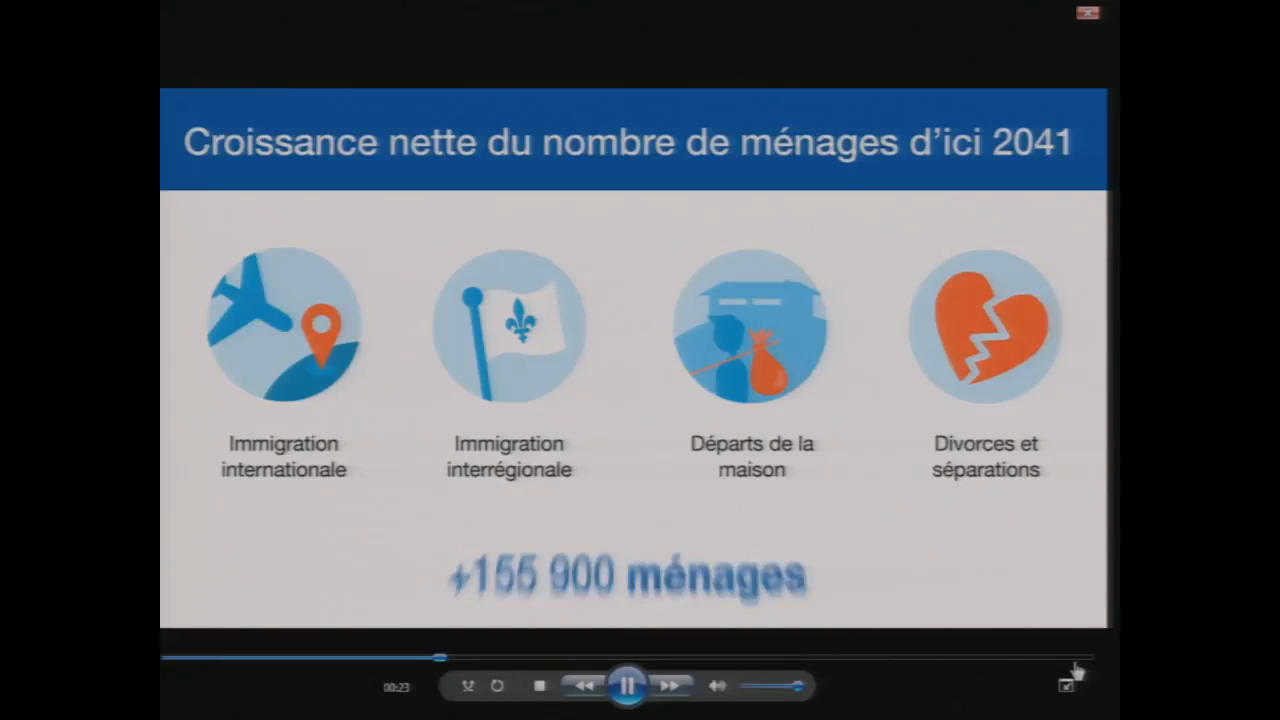 Croissance nette du nombre de ménages d'ici 2041
Immigration
internationale
Immigration
interrégionale
Départs de la
maison
Divorces et
séparations
+155 900 ménages
00:23